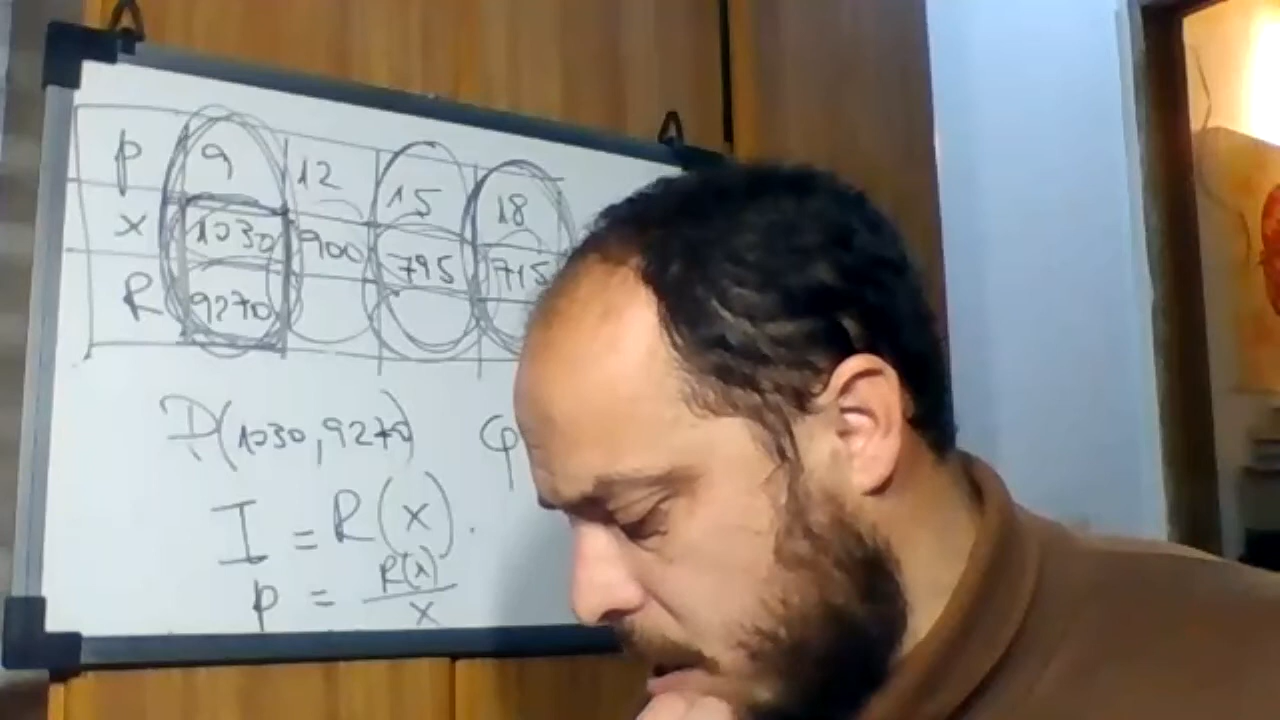 p 9 12 15 18
x 1030 900 795 715
R 9270
D(1030,9270) φ
I = R(x).
p = R(x)/x